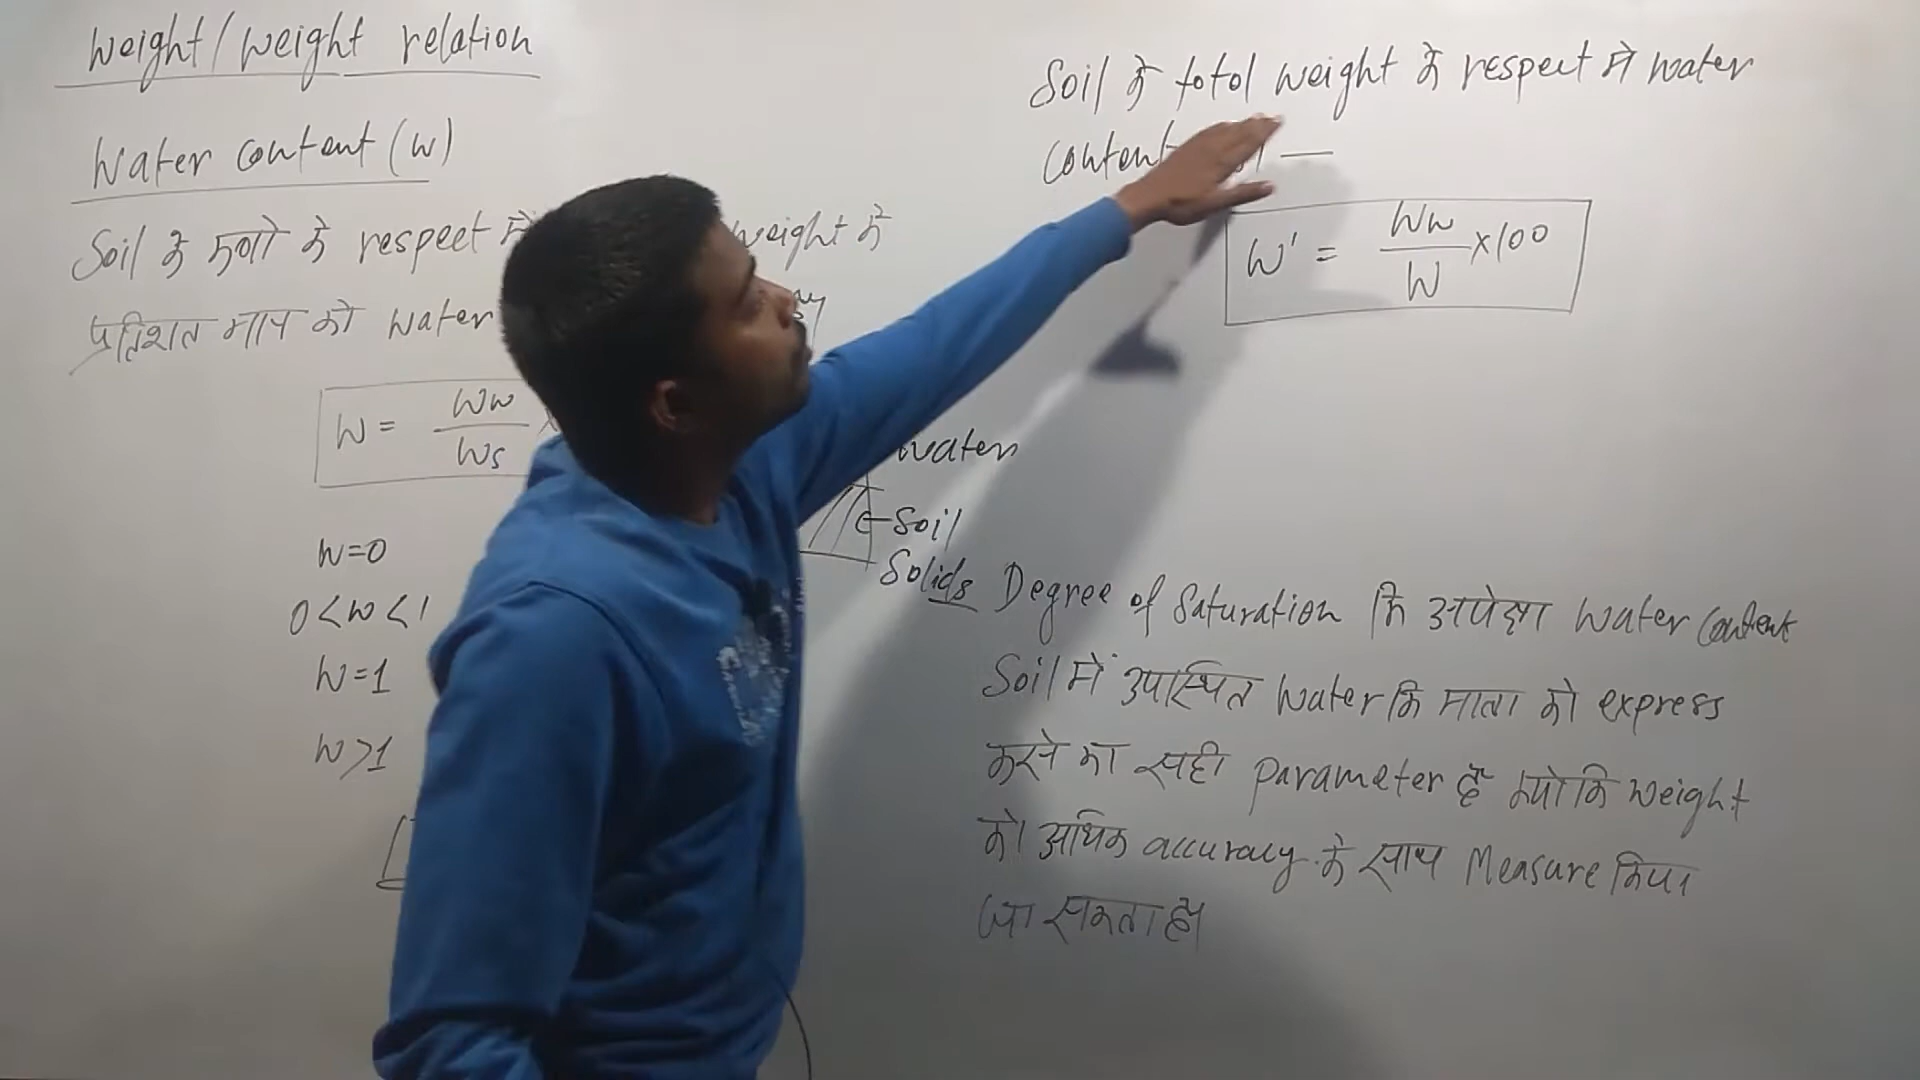 Weight/Weight relation
Water content (w)
Soil के कणो के respect मे weight के
प्रतिशत माप को water
W = Ww/Ws
w=0
0<w<1
w=1
w>1
water
Soil
Solids
Soil के total weight के respect मे water
content
W' = Ww/W ×100
Degree of Saturation कि अपेक्षा water content
Soil में उपस्थित water कि मात्रा को express
करने का सही parameter है क्योकि weight
को अधिक accuracy के साथ measure किया
जा सकता है।